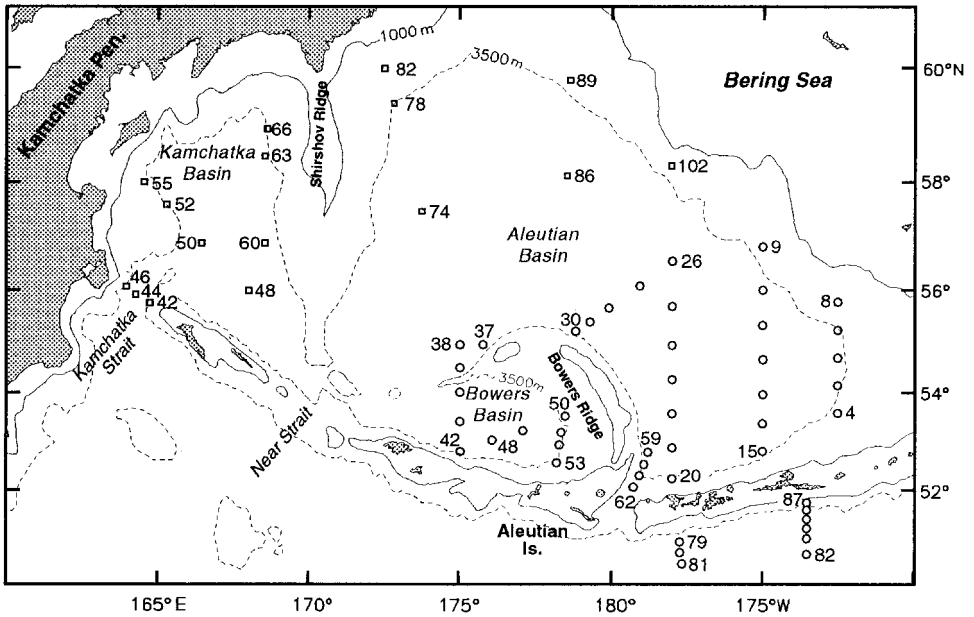 1000 m
3500 m
60°N
82
89
Bering Sea
Kamchatka Pen.
78
Shirshov Ridge
66
Kamchatka
Basin
63
102
86
58°
55
52
74
Aleutian
Basin
50
60
9
26
46
44
42
48
56°
8
30
37
38
Kamchatka
Strait
3500m
Bowers
Basin
Bowers Ridge
54°
50
4
Near Strait
42
48
53
59
15
20
62
52°
87
Aleutian
Is.
79
81
82
165°E
170°
175°
180°
175°W